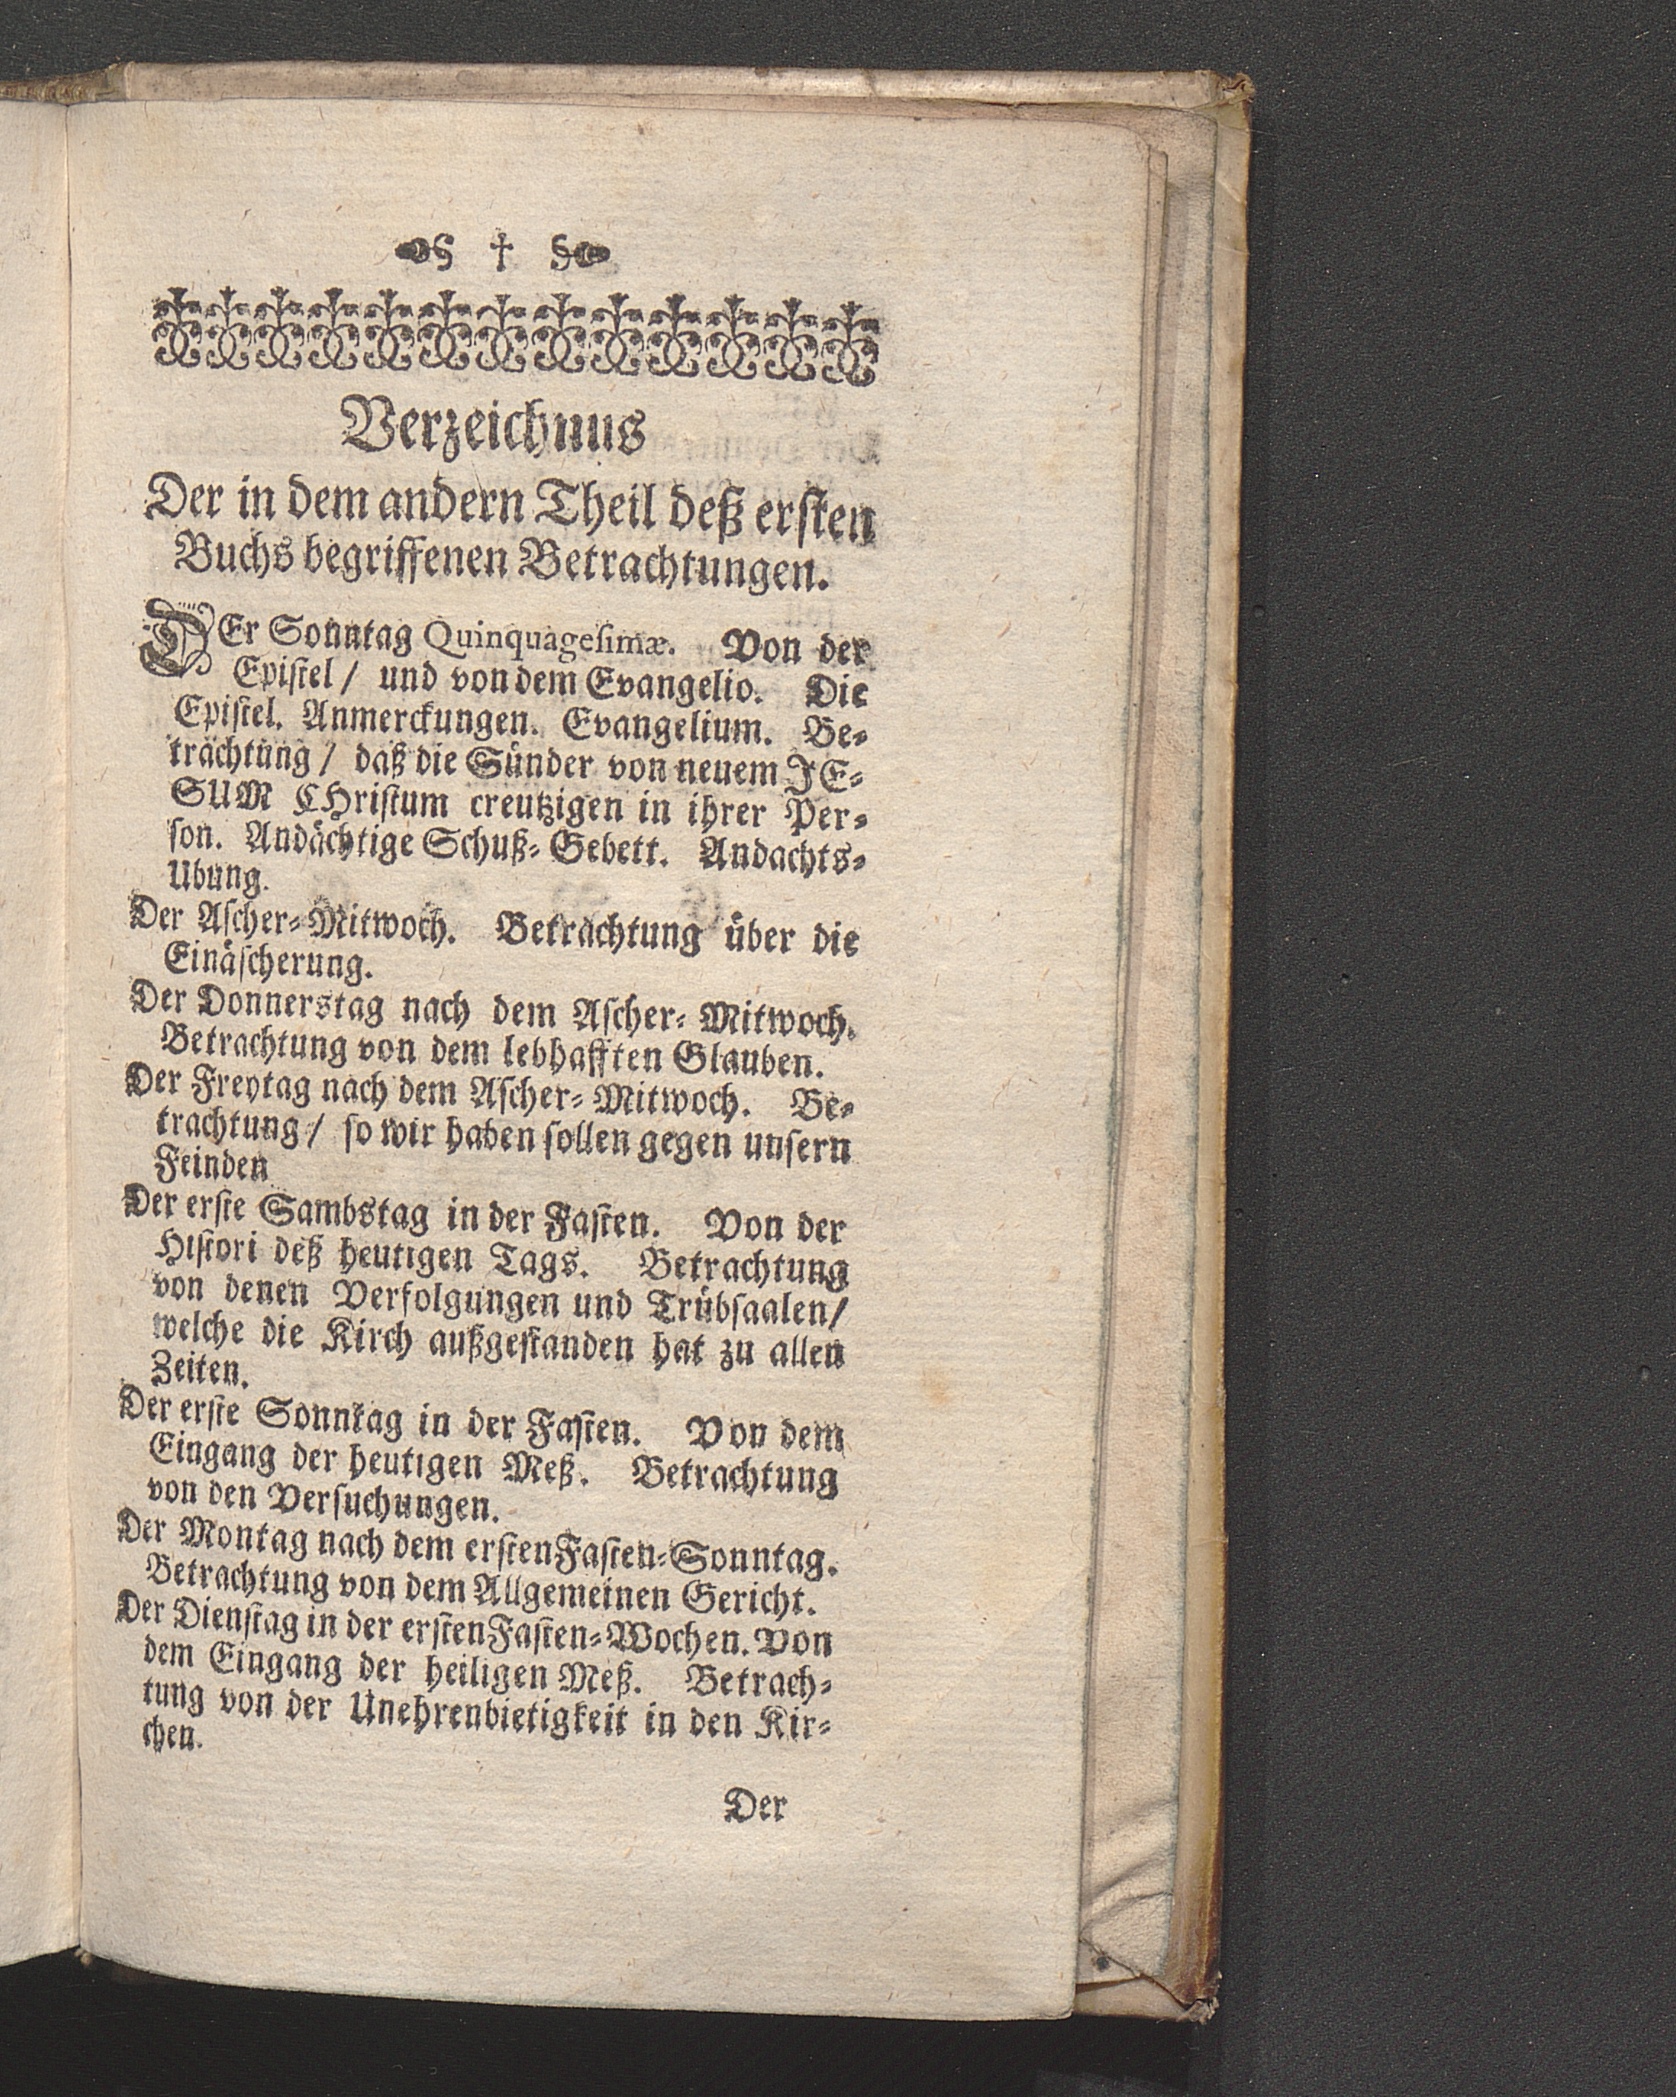 § † §
Verzeichnus
Der in dem andern Theil deß ersten
Buchs begriffenen Betrachtungen.
DEr Sonntag Quinquagesimæ. Von der
Epistel / und von dem Evangelio. Die
Epistel. Anmerckungen. Evangelium. Be-
trachtung / daß die Sünder von neuem JE-
SUM CHristum creutzigen in ihrer Per-
son. Andächtige Schuß-Gebett. Andachts-
Ubung.
Der Ascher-Mitwoch. Betrachtung über die
Einäscherung.
Der Donnerstag nach dem Ascher-Mitwoch.
Betrachtung von dem lebhafften Glauben.
Der Freytag nach dem Ascher-Mitwoch. Be-
trachtung / so wir haben sollen gegen unsern
Feinden
Der erste Sambstag in der Fasten. Von der
Histori deß heutigen Tags. Betrachtung
von denen Verfolgungen und Trübsaalen /
welche die Kirch außgestanden hat zu allen
Zeiten.
Der erste Sonntag in der Fasten. Von dem
Eingang der heutigen Meß. Betrachtung
von den Versuchungen.
Der Montag nach dem ersten Fasten-Sonntag.
Betrachtung von dem Allgemeinen Gericht.
Der Dienstag in der ersten Fasten-Wochen. Von
dem Eingang der heiligen Meß. Betrach-
tung von der Unehrenbietigkeit in den Kir-
chen.
Der